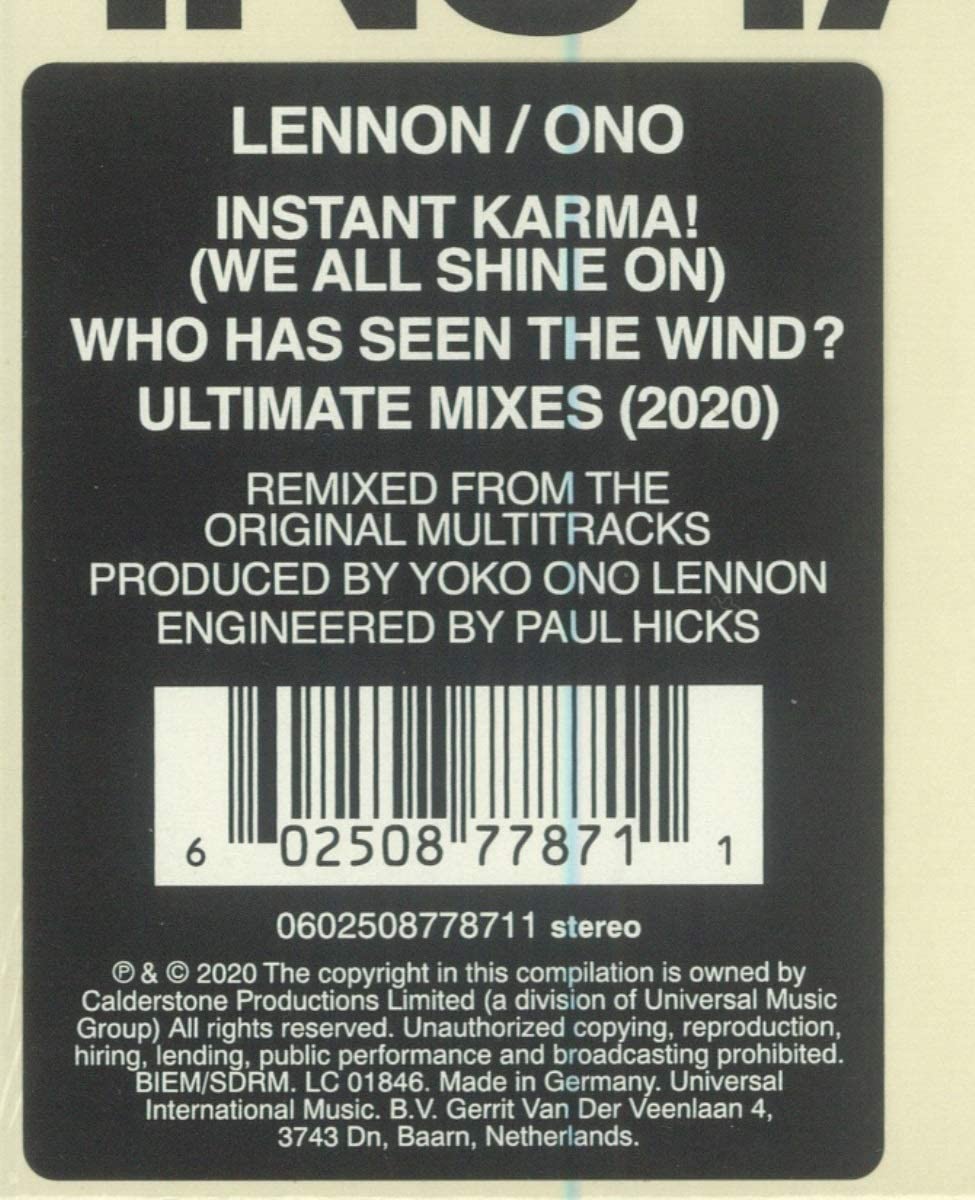 LENNON / ONO
INSTANT KARMA!
(WE ALL SHINE ON)
WHO HAS SEEN THE WIND?
ULTIMATE MIXES (2020)
REMIXED FROM THE
ORIGINAL MULTITRACKS
PRODUCED BY YOKO ONO LENNON
ENGINEERED BY PAUL HICKS
6 02508 77871 1
0602508778711 stereo
℗ & © 2020 The copyright in this compilation is owned by
Calderstone Productions Limited (a division of Universal Music
Group) All rights reserved. Unauthorized copying, reproduction,
hiring, lending, public performance and broadcasting prohibited.
BIEM/SDRM. LC 01846. Made in Germany. Universal
International Music. B.V. Gerrit Van Der Veenlaan 4,
3743 Dn, Baarn, Netherlands.